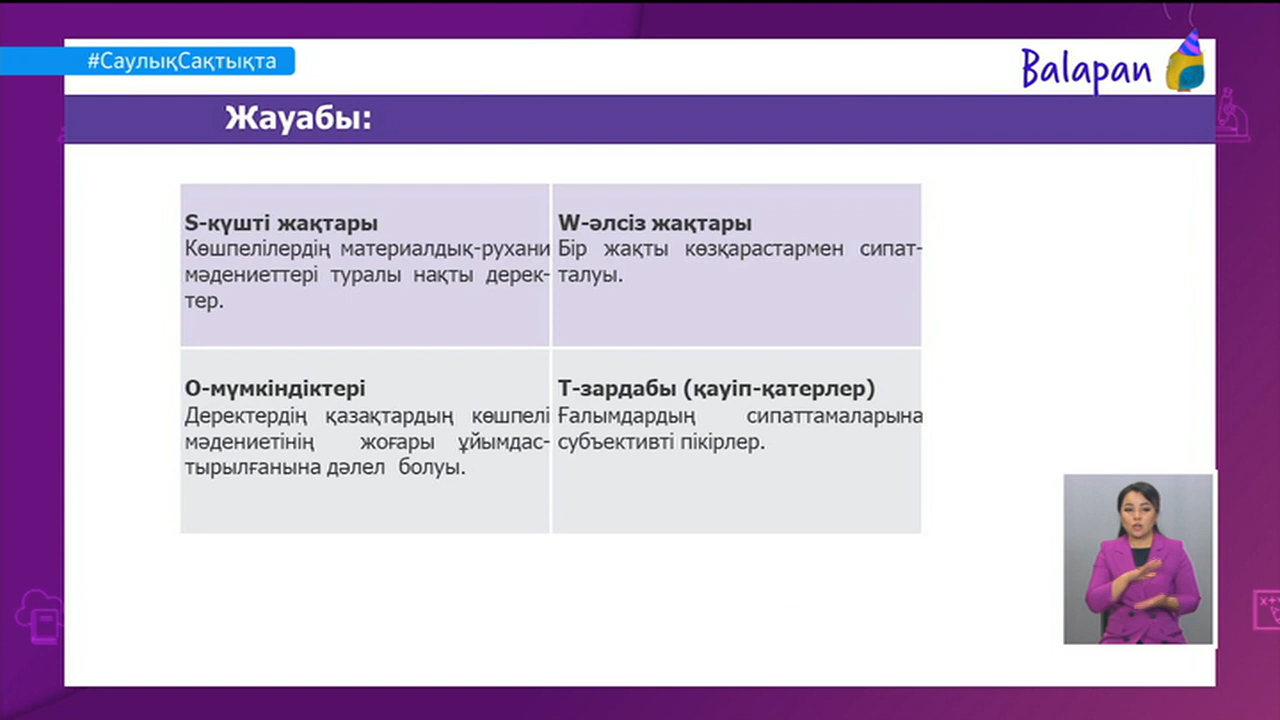 #СаулықСақтықта
Balapan
Жауабы:
S-күшті жақтары
Көшпелілердің материалдық-рухани
мәдениеттері туралы нақты дерек-
тер.
W-әлсіз жақтары
Бір жақты көзқарастармен сипат-
талуы.
O-мүмкіндіктері
Деректердің қазақтардың көшпелі
мәдениетінің жоғары ұйымдас-
тырылғанына дәлел болуы.
T-зардабы (қауіп-қатерлер)
Ғалымдардың сипаттамаларына
субъективті пікірлер.